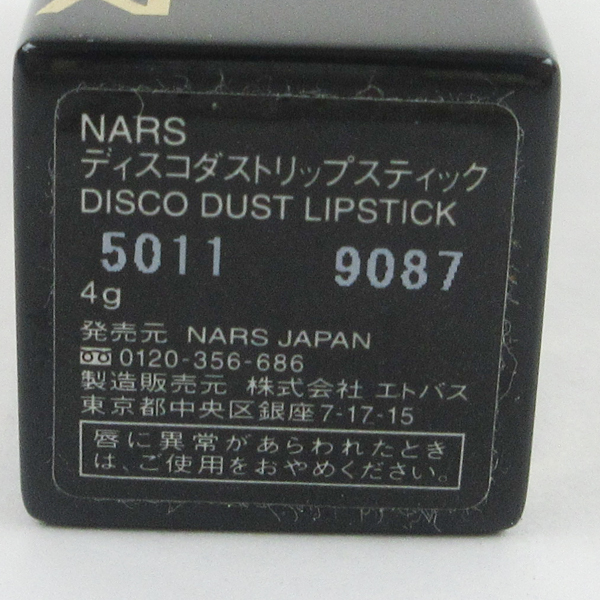 NARS
ディスコダストリップスティック
DISCO DUST LIPSTICK
5011 9087
4g
発売元 NARS JAPAN
0120-356-686
製造販売元 株式会社 エトバス
東京都中央区銀座7-17-15
唇に異常があらわれたとき
は、ご使用をおやめください。